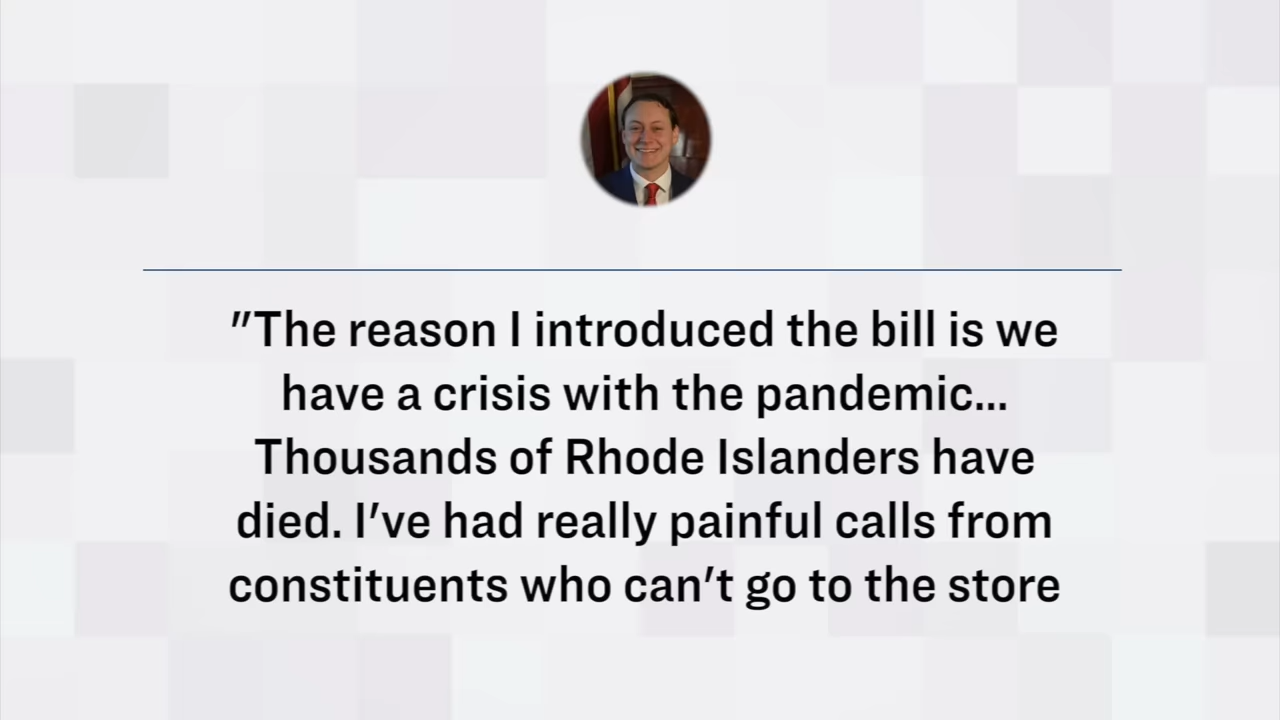 "The reason I introduced the bill is we
have a crisis with the pandemic...
Thousands of Rhode Islanders have
died. I've had really painful calls from
constituents who can't go to the store